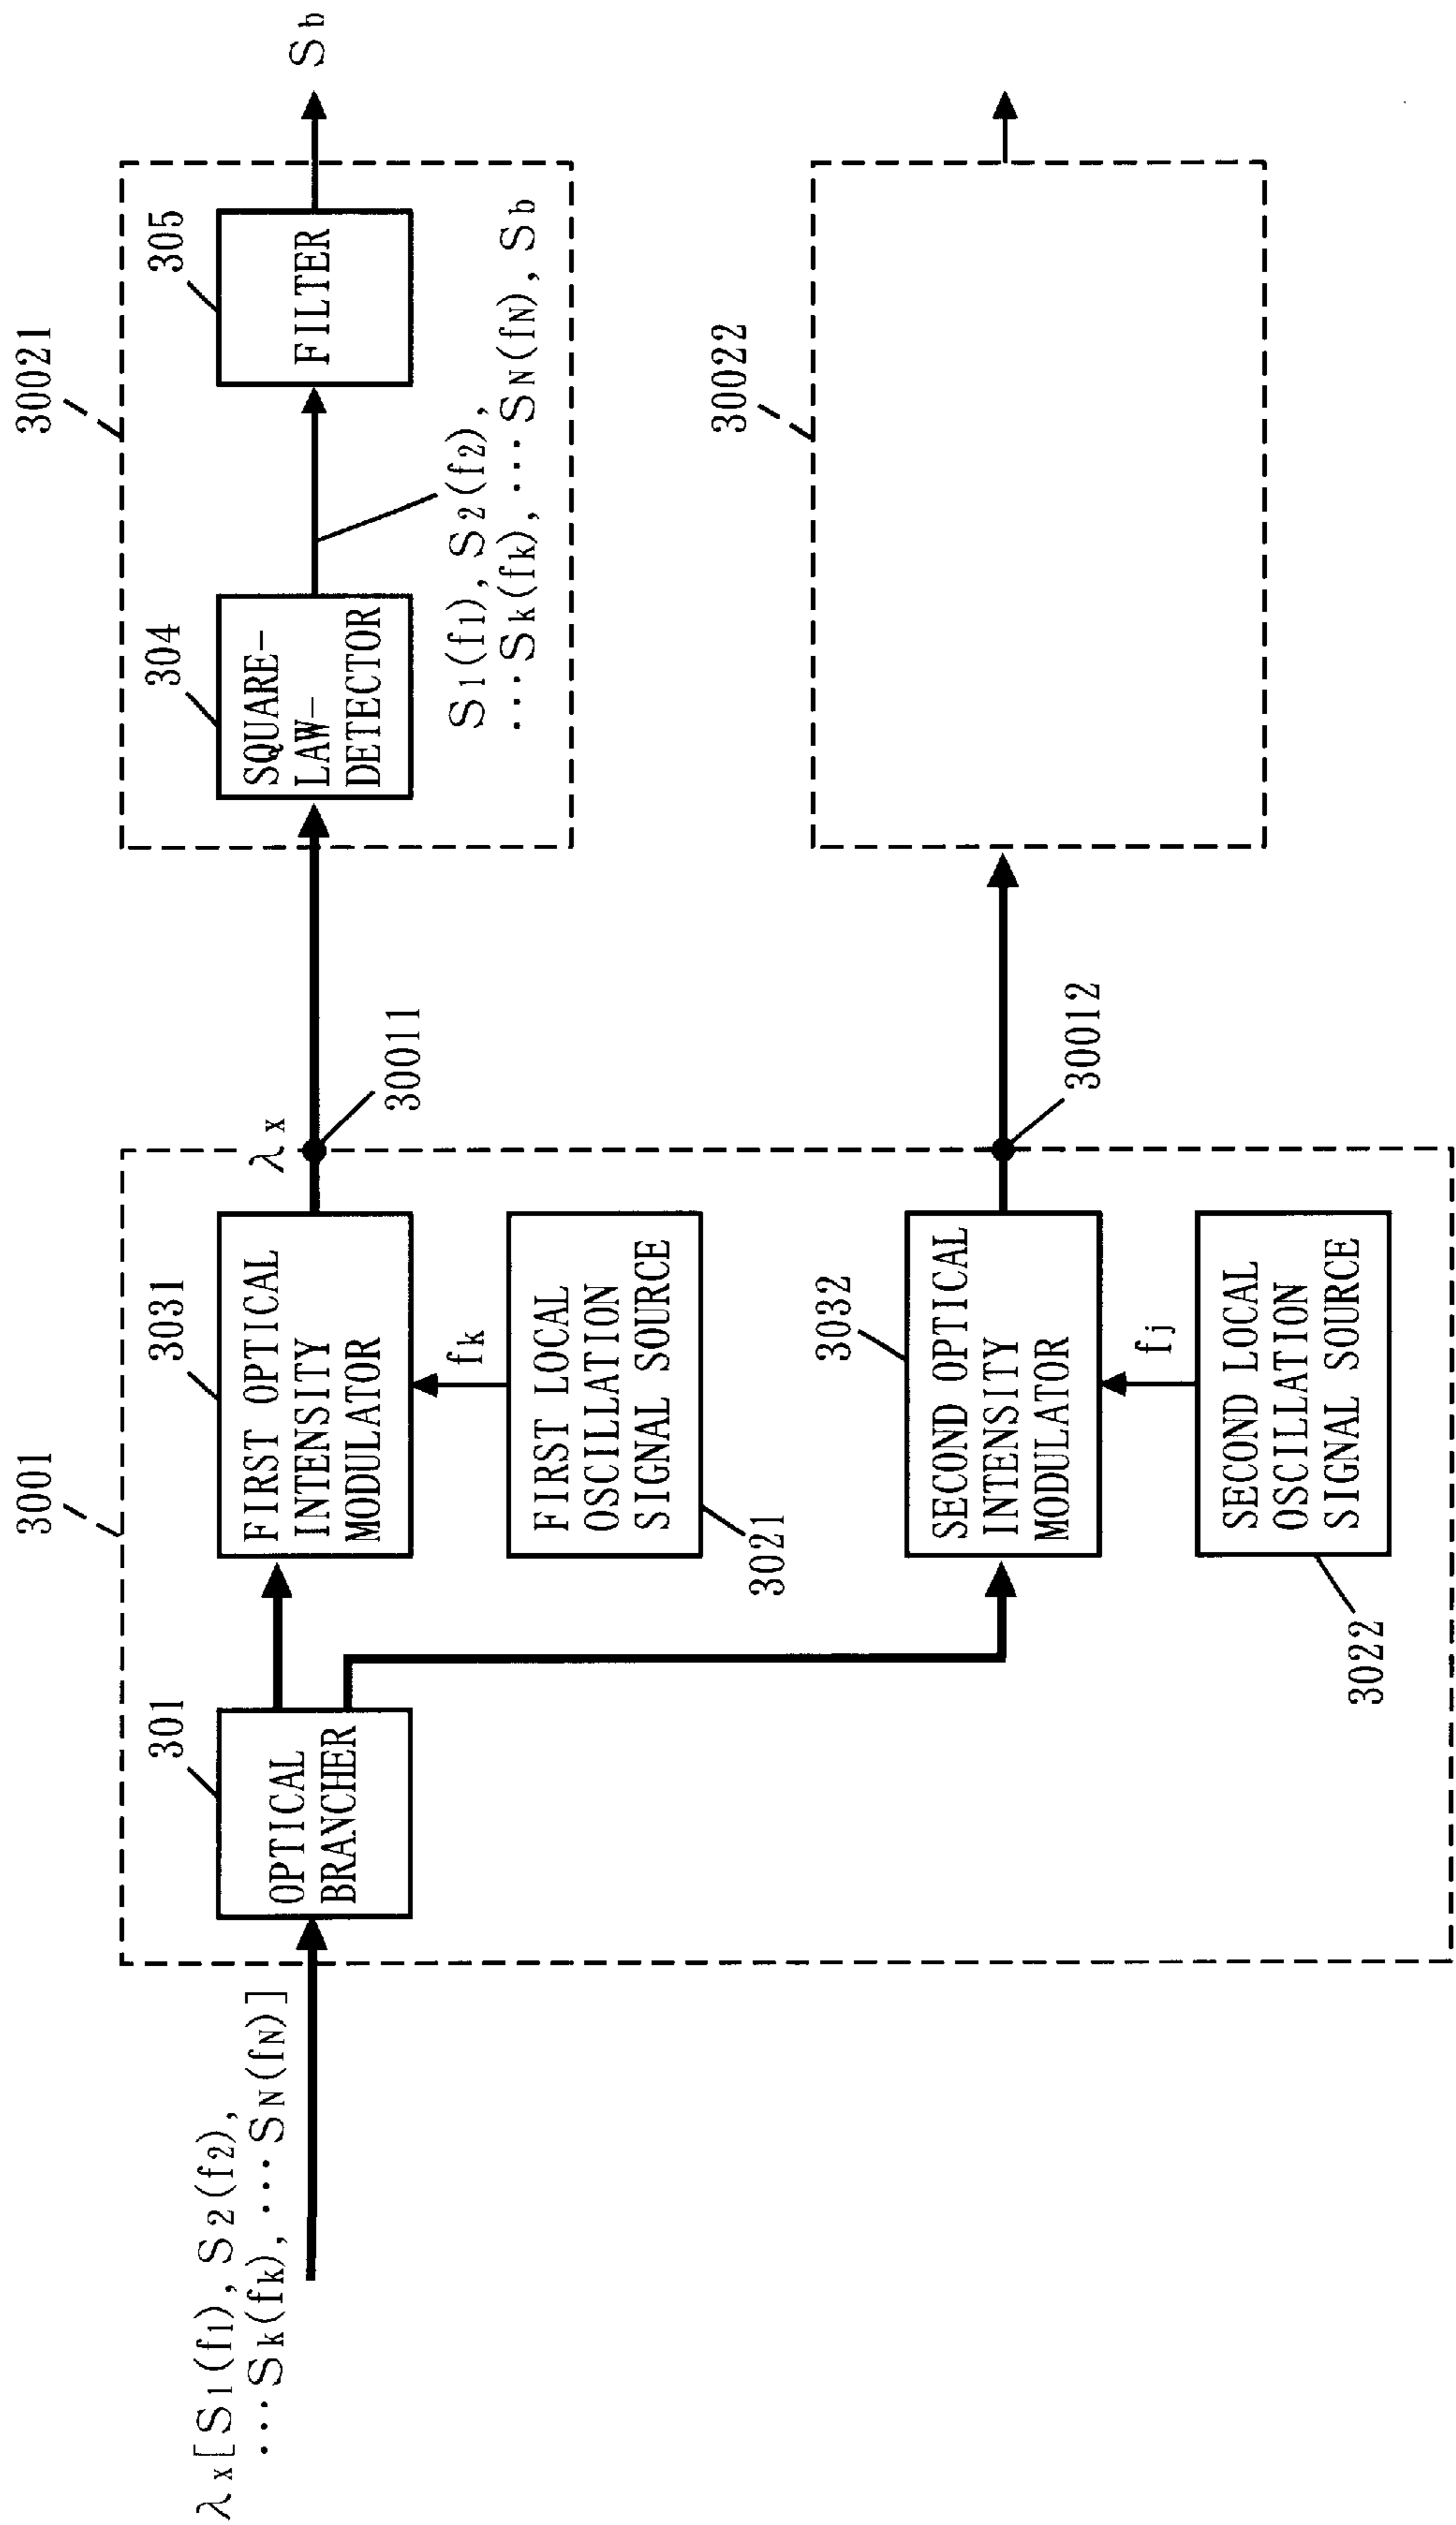 λx[S1(f1), S2(f2),
···Sk(fk), ···SN(fN)]
3001
301
OPTICAL
BRANCHER
3031
FIRST OPTICAL
INTENSITY
MODULATOR
fk
FIRST LOCAL
OSCILLATION
SIGNAL SOURCE
3021
λx
30011
30021
304
SQUARE-
LAW-
DETECTOR
S1(f1), S2(f2),
···Sk(fk), ···SN(fN), Sb
305
FILTER
Sb
3032
SECOND OPTICAL
INTENSITY
MODULATOR
fj
SECOND LOCAL
OSCILLATION
SIGNAL SOURCE
3022
30012
30022